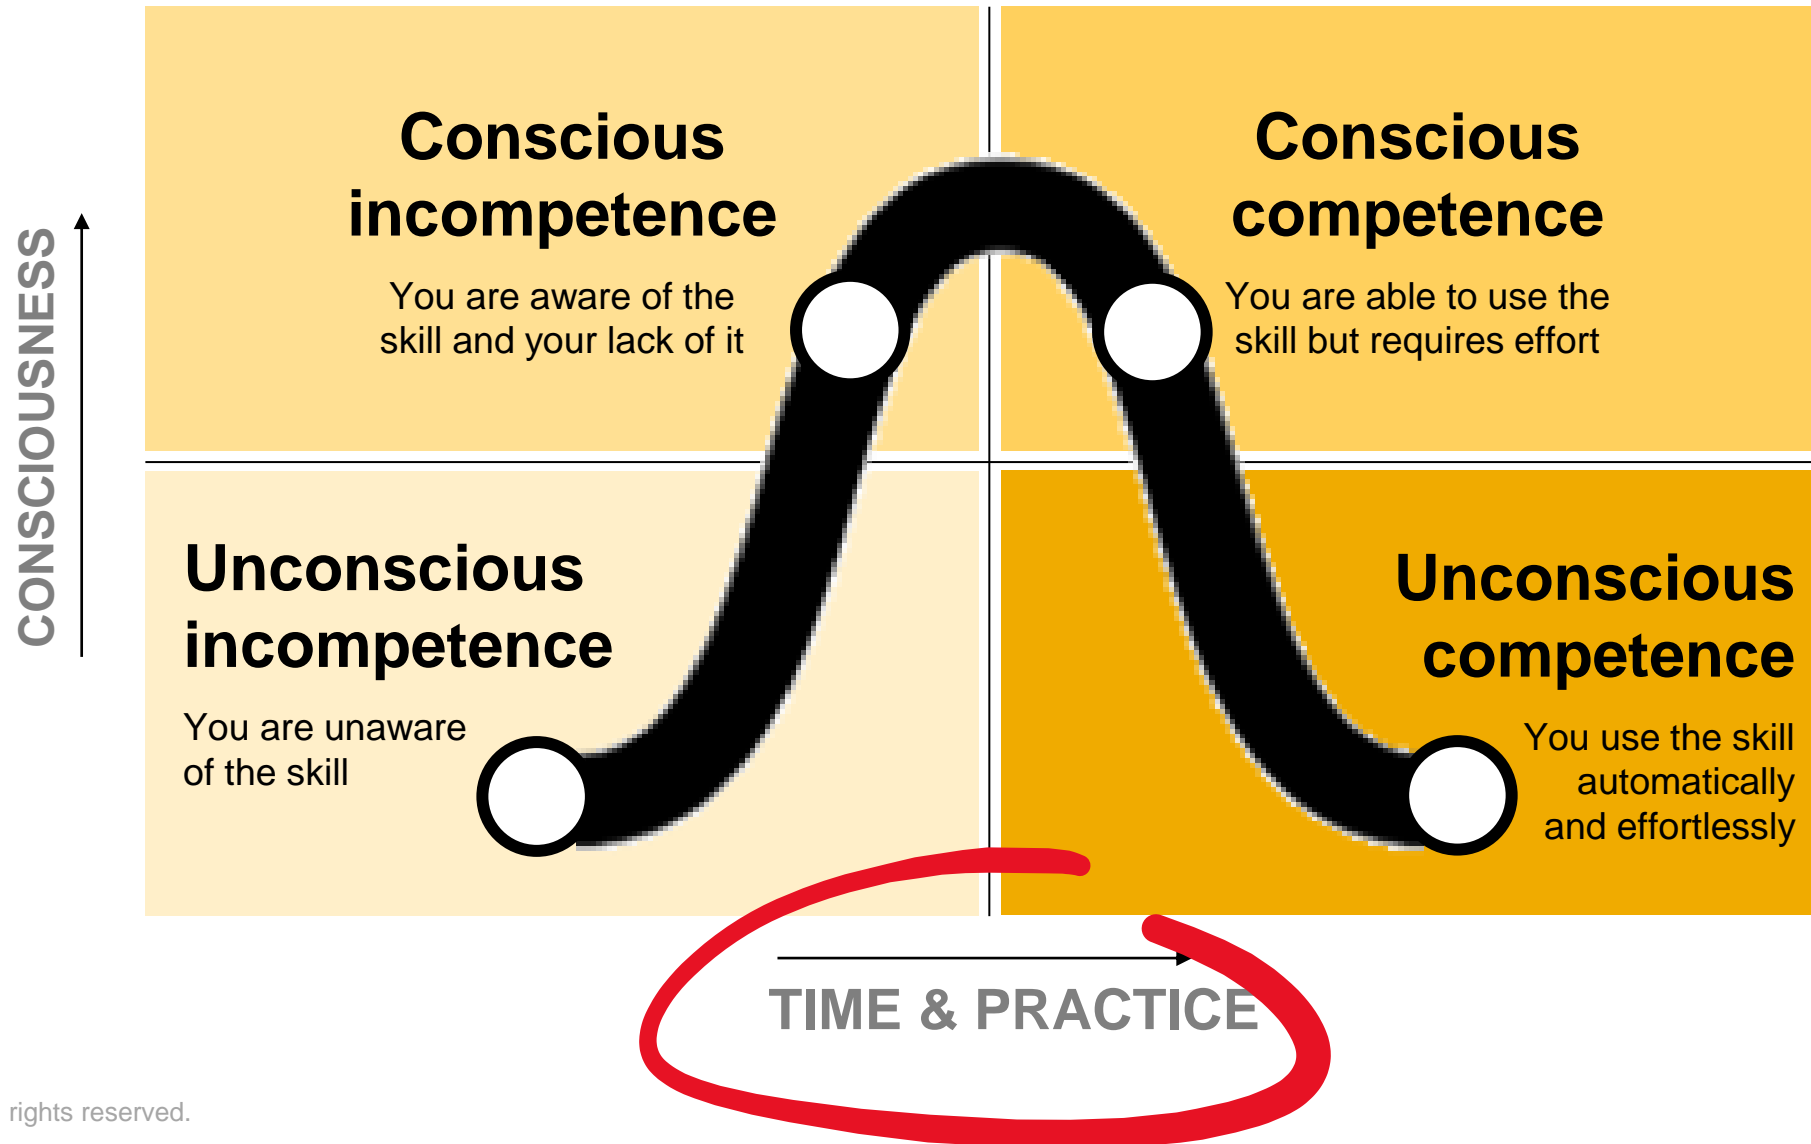 Conscious
incompetence
You are aware of the
skill and your lack of it
Conscious
competence
You are able to use the
skill but requires effort
CONSCIOUSNESS
Unconscious
incompetence
You are unaware
of the skill
Unconscious
competence
You use the skill
automatically
and effortlessly
TIME & PRACTICE
rights reserved.